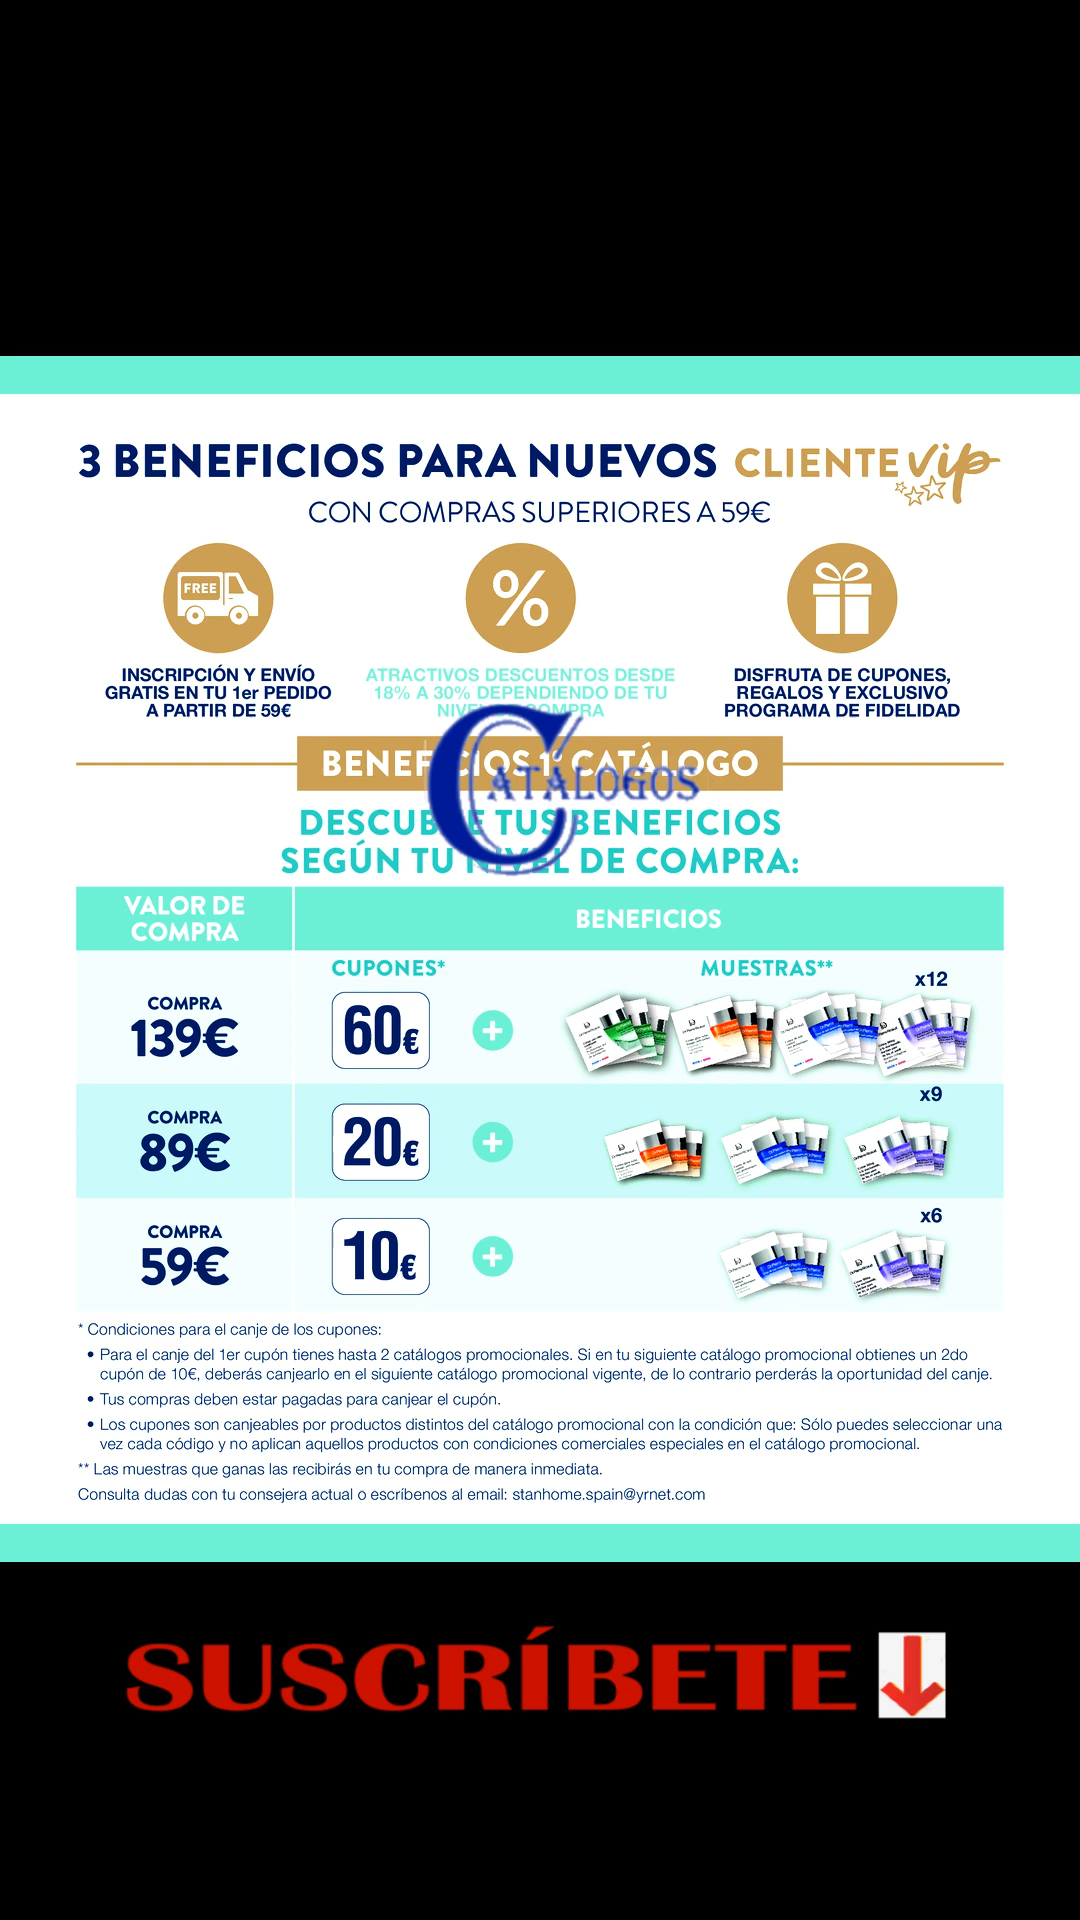 3 BENEFICIOS PARA NUEVOS CLIENTE vip
CON COMPRAS SUPERIORES A 59€
FREE
%
INSCRIPCIÓN Y ENVÍO
GRATIS EN TU 1er PEDIDO
A PARTIR DE 59€
ATRACTIVOS DESCUENTOS DESDE
18% A 30% DEPENDIENDO DE TU
NIVEL DE COMPRA
DISFRUTA DE CUPONES,
REGALOS Y EXCLUSIVO
PROGRAMA DE FIDELIDAD
BENEFICIOS 1º CATÁLOGO
CATALOGOS
DESCUBRE TUS BENEFICIOS
SEGÚN TU NIVEL DE COMPRA:
VALOR DE
COMPRA
BENEFICIOS
CUPONES*
MUESTRAS**
x12
COMPRA
139€
60€
+
x9
COMPRA
89€
20€
+
x6
COMPRA
59€
10€
+
* Condiciones para el canje de los cupones:
• Para el canje del 1er cupón tienes hasta 2 catálogos promocionales. Si en tu siguiente catálogo promocional obtienes un 2do
cupón de 10€, deberás canjearlo en el siguiente catálogo promocional vigente, de lo contrario perderás la oportunidad del canje.
• Tus compras deben estar pagadas para canjear el cupón.
• Los cupones son canjeables por productos distintos del catálogo promocional con la condición que: Sólo puedes seleccionar una
vez cada código y no aplican aquellos productos con condiciones comerciales especiales en el catálogo promocional.
** Las muestras que ganas las recibirás en tu compra de manera inmediata.
Consulta dudas con tu consejera actual o escríbenos al email: stanhome.spain@yrnet.com
SUSCRÍBETE